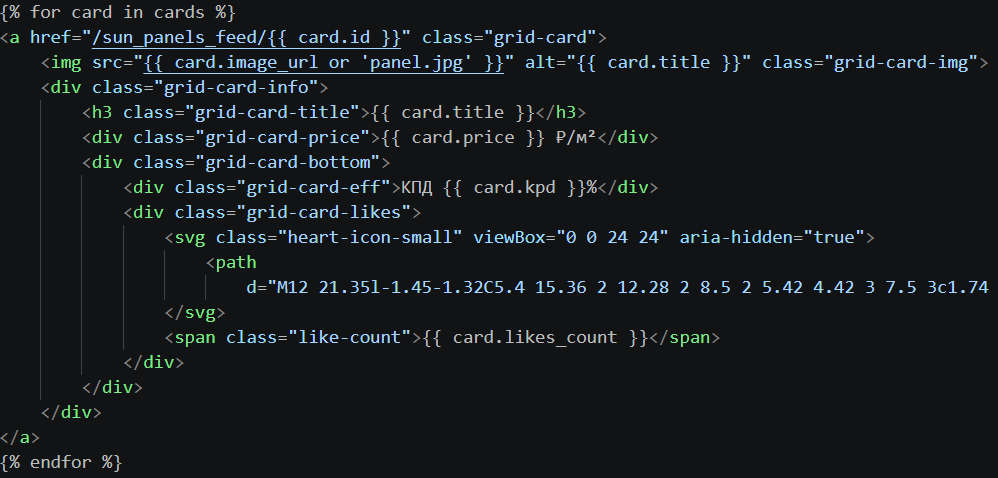 {% for card in cards %}
<a href="/sun_panels_feed/{{ card.id }}" class="grid-card">
    <img src="{{ card.image_url or 'panel.jpg' }}" alt="{{ card.title }}" class="grid-card-img">
    <div class="grid-card-info">
        <h3 class="grid-card-title">{{ card.title }}</h3>
        <div class="grid-card-price">{{ card.price }} ₽/м²</div>
        <div class="grid-card-bottom">
            <div class="grid-card-eff">КПД {{ card.kpd }}%</div>
            <div class="grid-card-likes">
                <svg class="heart-icon-small" viewBox="0 0 24 24" aria-hidden="true">
                    <path
                        d="M12 21.35l-1.45-1.32C5.4 15.36 2 12.28 2 8.5 2 5.42 4.42 3 7.5 3c1.74
                </svg>
                <span class="like-count">{{ card.likes_count }}</span>
            </div>
        </div>
    </div>
</a>
{% endfor %}